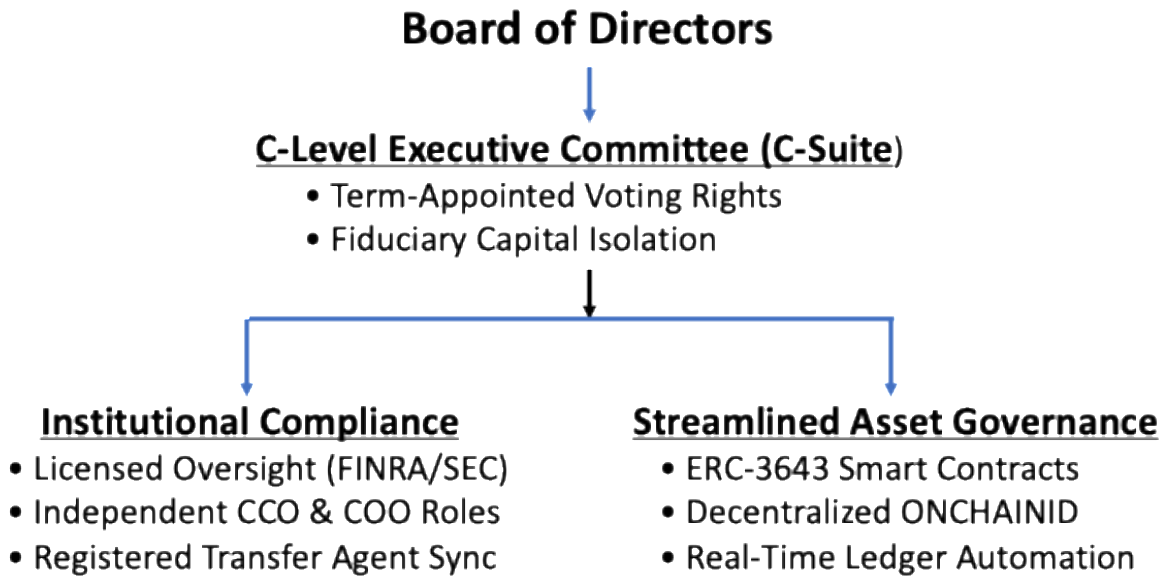 Board of Directors
C-Level Executive Committee (C-Suite)
• Term-Appointed Voting Rights
• Fiduciary Capital Isolation
Institutional Compliance
• Licensed Oversight (FINRA/SEC)
• Independent CCO & COO Roles
• Registered Transfer Agent Sync
Streamlined Asset Governance
• ERC-3643 Smart Contracts
• Decentralized ONCHAINID
• Real-Time Ledger Automation